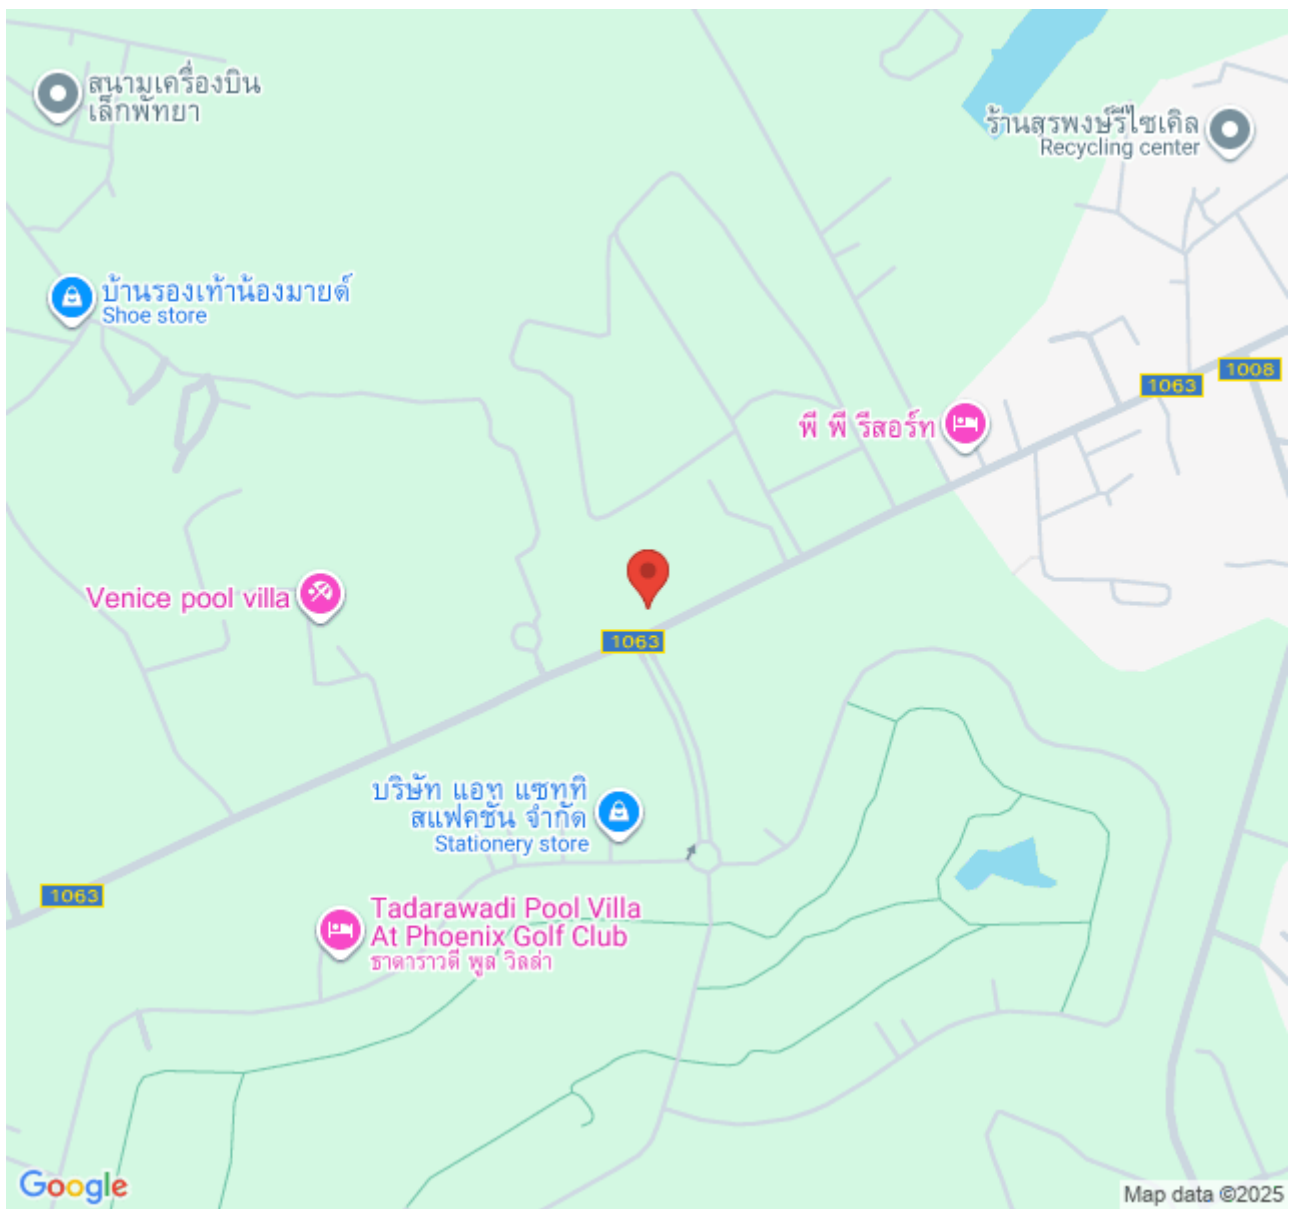 สนามเครื่องบิน
เล็กพัทยา
ร้านสุรพงษ์รีไซเคิล
Recycling center
บ้านรองเท้าน้องมายด์
Shoe store
1008
1063
พี พี รีสอร์ท
Venice pool villa
1063
บริษัท แอท แซททิ
สแฟคชั่น จำกัด
Stationery store
1063
Tadarawadi Pool Villa
At Phoenix Golf Club
ธาดาราวดี พูล วิลล่า
Google
Map data ©2025